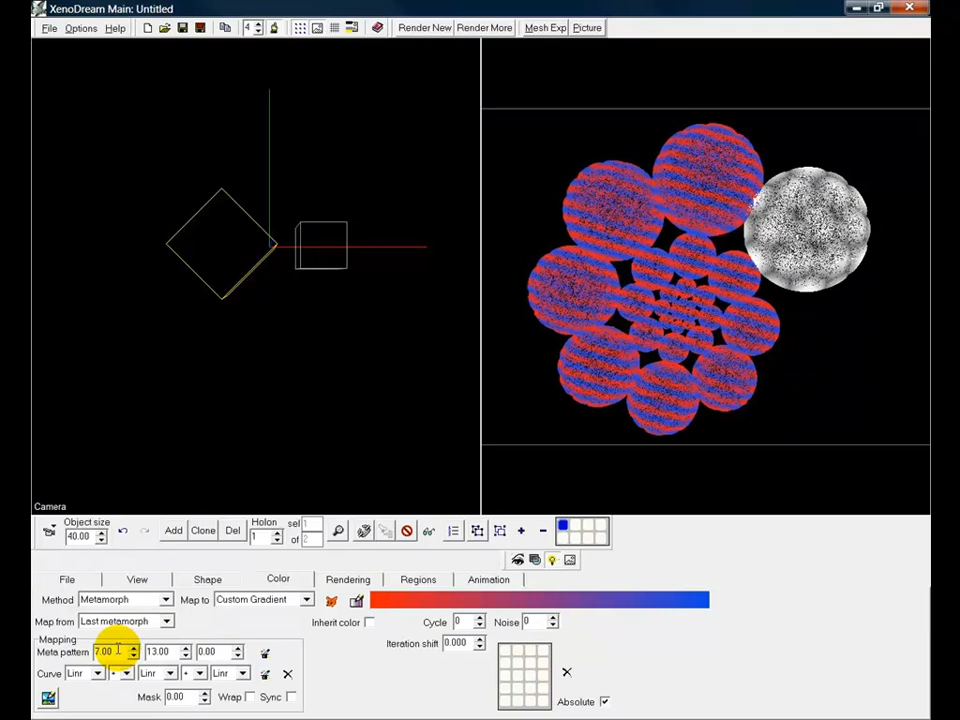 XenoDream Main: Untitled
File Options Help 4 Render New Render More Mesh Exp Picture
Camera
Object size
40.00 Add Clone Del Holon 1 sel 1 of 2
File View Shape Color Rendering Regions Animation
Method Metamorph Map to Custom Gradient
Map from Last metamorph Inherit color Cycle 0 Noise 0
Mapping
Meta pattern 7.00 13.00 0.00 Iteration shift 0.000
Curve Linr + Linr + Linr
Mask 0.00 Wrap Sync Absolute